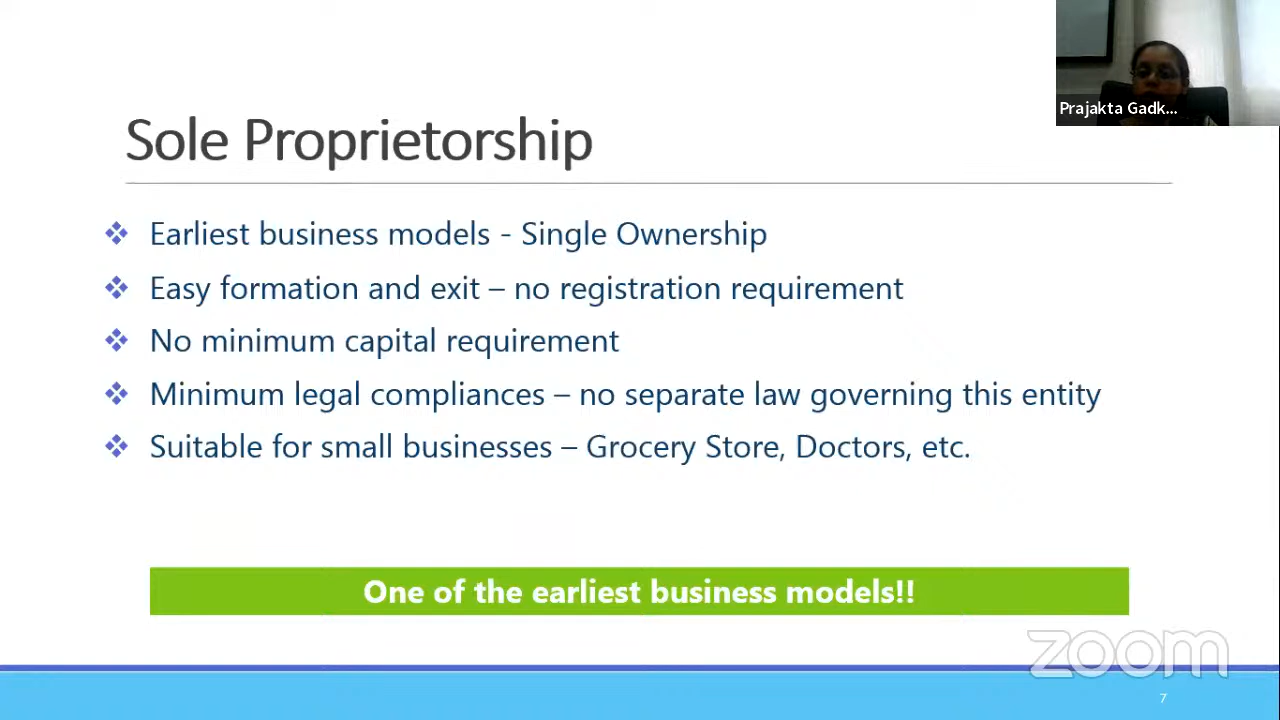 Prajakta Gadk...
Sole Proprietorship
Earliest business models - Single Ownership
Easy formation and exit – no registration requirement
No minimum capital requirement
Minimum legal compliances – no separate law governing this entity
Suitable for small businesses – Grocery Store, Doctors, etc.
One of the earliest business models!!
zoom
7